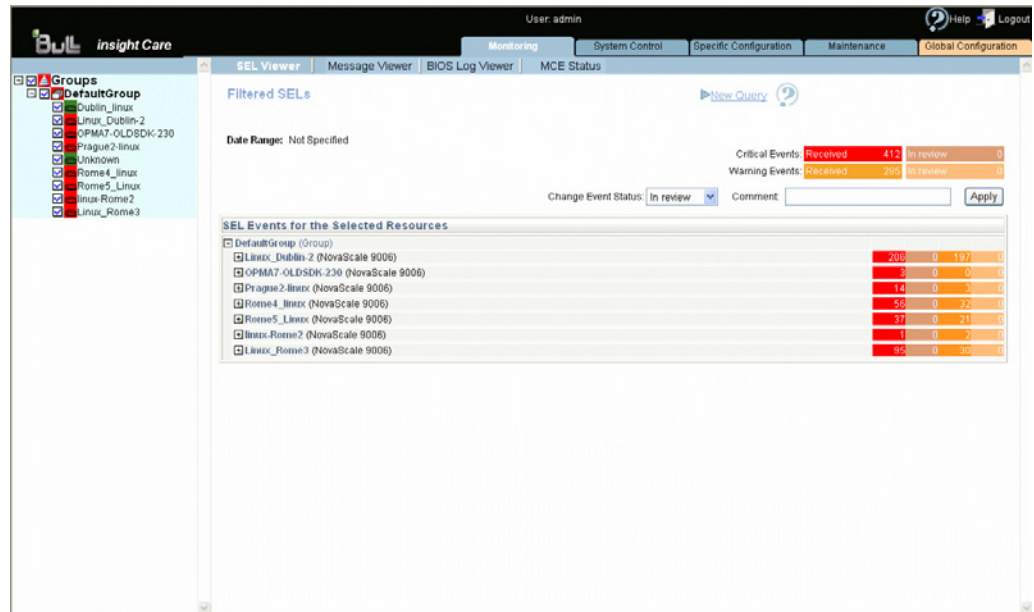 User: admin
Help
Logout
Bull insight Care
Monitoring
System Control
Specific Configuration
Maintenance
Global Configuration
Groups
DefaultGroup
Dublin_linux
Linux_Dublin-2
OPMA7-OLDSDK-230
Prague2-linux
Unknown
Rome4_linux
Rome5_Linux
linux-Rome2
Linux_Rome3
SEL Viewer
Message Viewer
BIOS Log Viewer
MCE Status
Filtered SELs
New Query
Date Range: Not Specified
Critical Events: Received 412 In review 0
Warning Events: Received 285 In review 0
Change Event Status: In review
Comment:
Apply
SEL Events for the Selected Resources
DefaultGroup (Group)
Linux_Dublin-2 (NovaScale 9006) 206 0 197 0
OPMA7-OLDSDK-230 (NovaScale 9006) 3 0 0 0
Prague2-linux (NovaScale 9006) 14 0 3 0
Rome4_linux (NovaScale 9006) 56 0 32 0
Rome5_Linux (NovaScale 9006) 37 0 21 0
linux-Rome2 (NovaScale 9006) 1 0 2 0
Linux_Rome3 (NovaScale 9006) 95 0 30 0